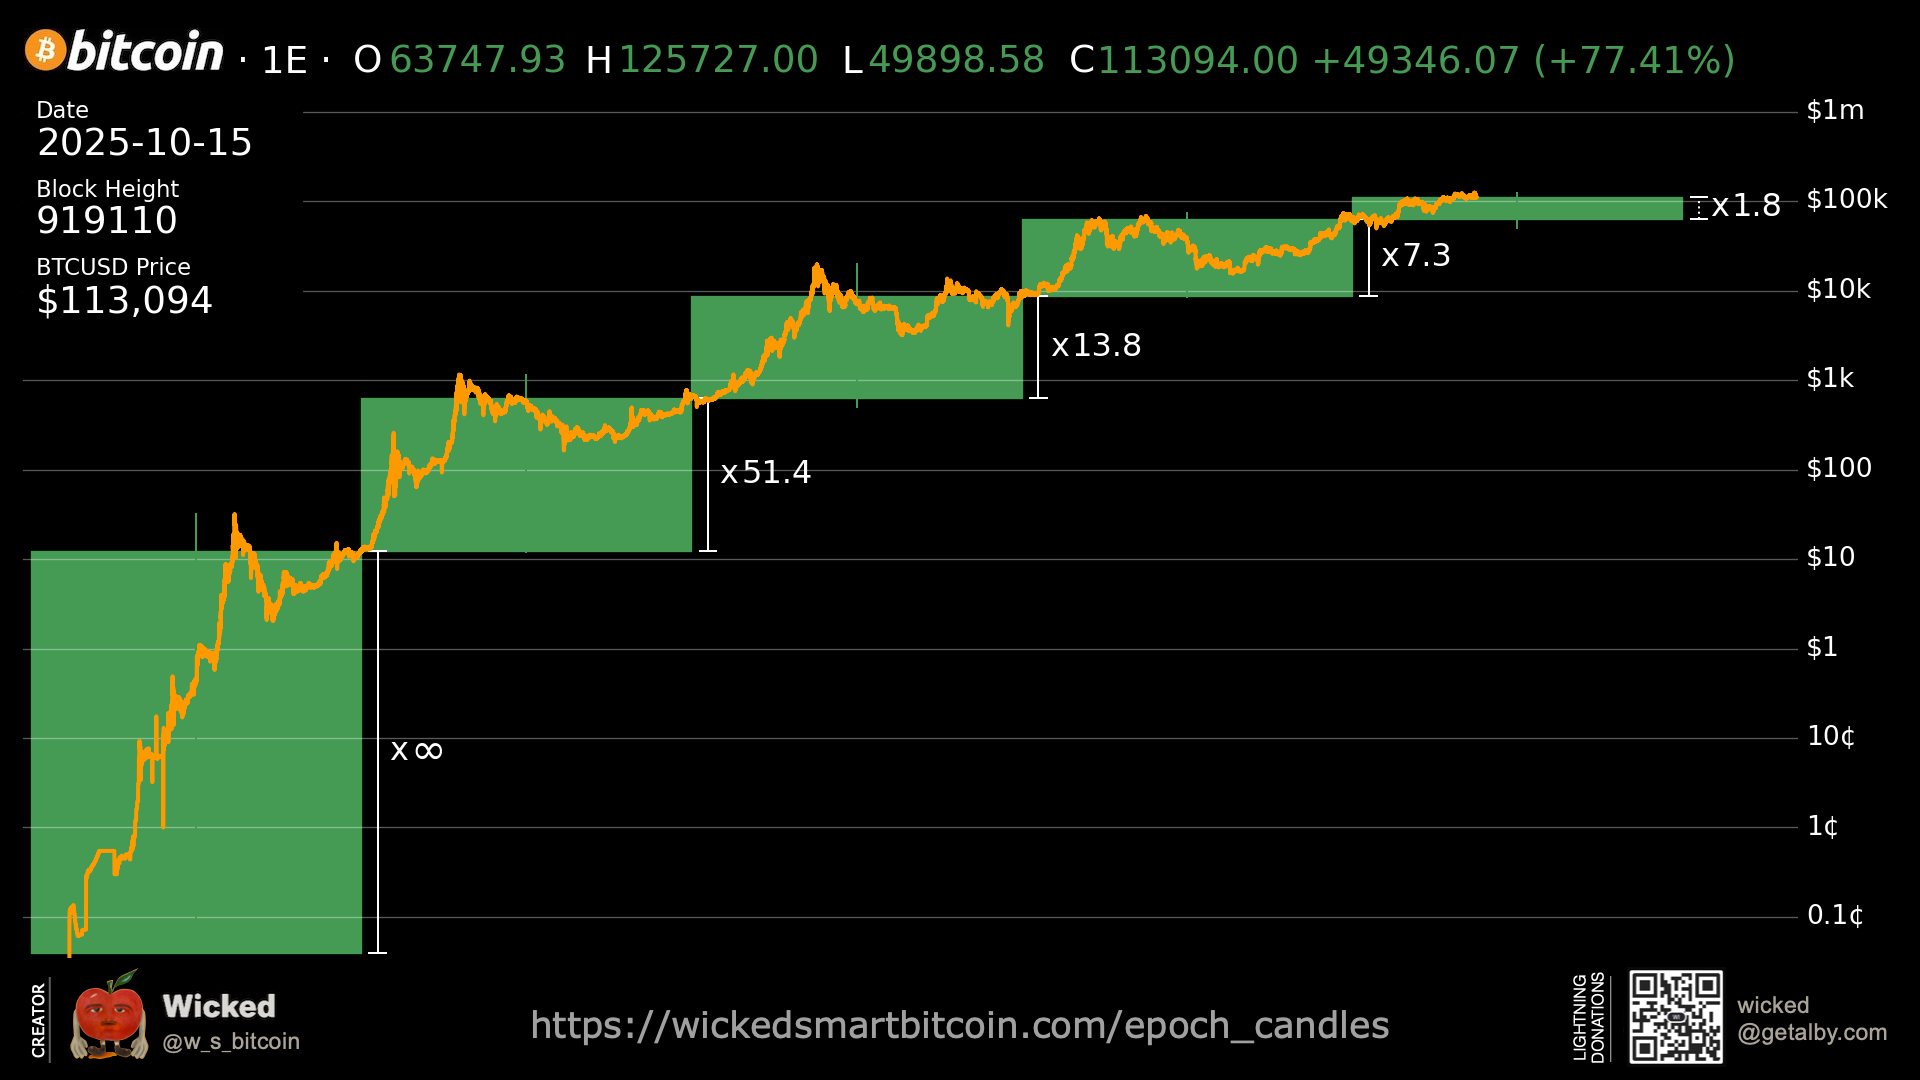 bitcoin · 1E · O 63747.93 H 125727.00 L 49898.58 C 113094.00 +49346.07 (+77.41%)
Date
2025-10-15
Block Height
919110
BTCUSD Price
$113,094
$1m
$100k
$10k
$1k
$100
$10
$1
10¢
1¢
0.1¢
x1.8
x7.3
x13.8
x51.4
x∞
CREATOR
Wicked
@w_s_bitcoin
https://wickedsmartbitcoin.com/epoch_candles
LIGHTNING
DONATIONS
wicked
@getalby.com